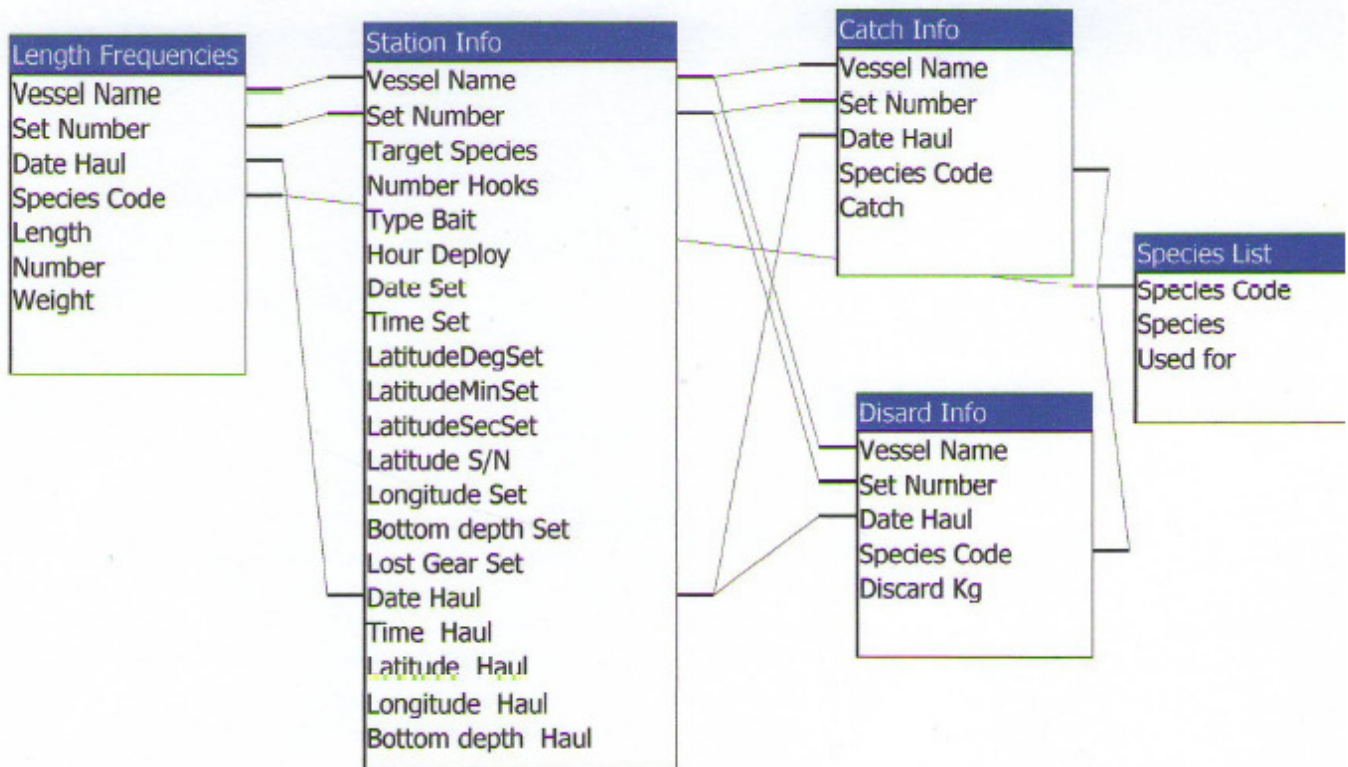 Length Frequencies
Vessel Name
Set Number
Date Haul
Species Code
Length
Number
Weight
Station Info
Vessel Name
Set Number
Target Species
Number Hooks
Type Bait
Hour Deploy
Date Set
Time Set
LatitudeDegSet
LatitudeMinSet
LatitudeSecSet
Latitude S/N
Longitude Set
Bottom depth Set
Lost Gear Set
Date Haul
Time Haul
Latitude Haul
Longitude Haul
Bottom depth Haul
Catch Info
Vessel Name
Set Number
Date Haul
Species Code
Catch
Disard Info
Vessel Name
Set Number
Date Haul
Species Code
Discard Kg
Species List
Species Code
Species
Used for